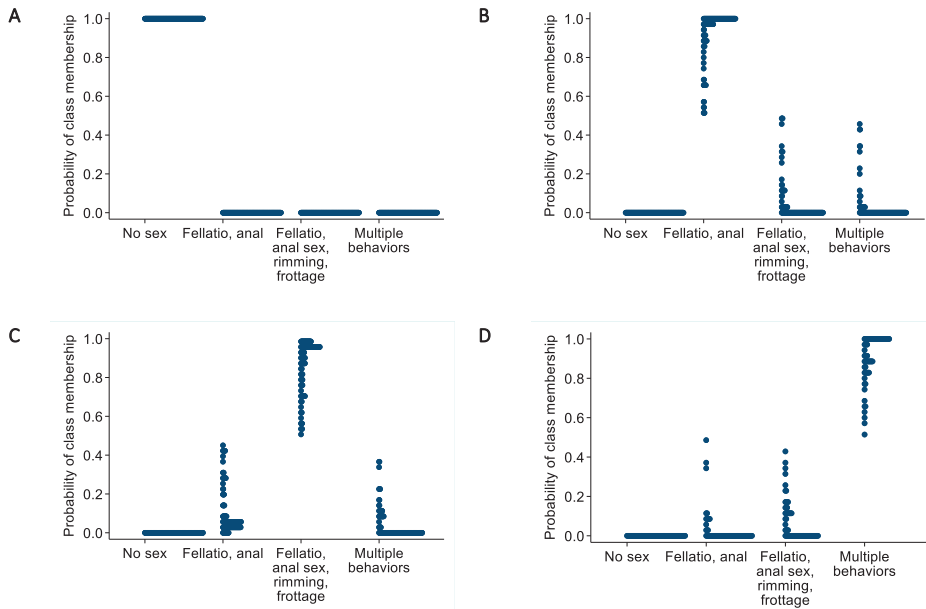 A
Probability of class membership
1.0
0.8
0.6
0.4
0.2
0.0
No sex
Fellatio, anal
Fellatio,
anal sex,
rimming,
frottage
Multiple
behaviors
B
Probability of class membership
1.0
0.8
0.6
0.4
0.2
0.0
No sex
Fellatio, anal
Fellatio,
anal sex,
rimming,
frottage
Multiple
behaviors
C
Probability of class membership
1.0
0.8
0.6
0.4
0.2
0.0
No sex
Fellatio, anal
Fellatio,
anal sex,
rimming,
frottage
Multiple
behaviors
D
Probability of class membership
1.0
0.8
0.6
0.4
0.2
0.0
No sex
Fellatio, anal
Fellatio,
anal sex,
rimming,
frottage
Multiple
behaviors